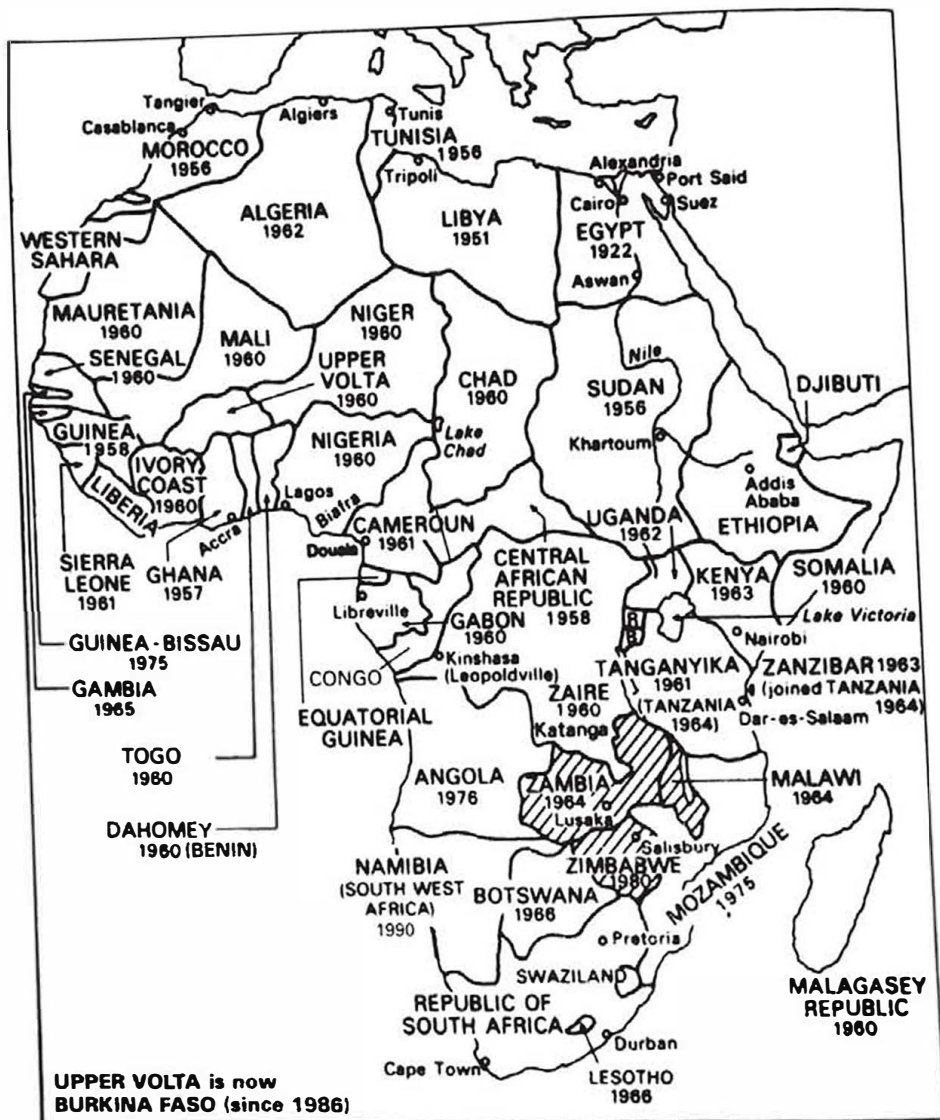 Tangier
Algiers
Tunis
Casablanca
TUNISIA
1956
MOROCCO
1956
Tripoli
Alexandria
Port Said
Cairo
Suez
ALGERIA
1962
LIBYA
1951
EGYPT
1922
WESTERN
SAHARA
Aswan
MAURETANIA
1960
MALI
1960
NIGER
1960
SENEGAL
1960
UPPER
VOLTA
1960
CHAD
1960
Nile
SUDAN
1956
DJIBUTI
GUINEA
1958
NIGERIA
1960
Lake
Chad
Khartoum
IVORY
COAST
1960
LIBERIA
Lagos
Biafra
Addis
Ababa
Accra
CAMEROUN
1961
UGANDA
1962
ETHIOPIA
Douala
SIERRA
LEONE
1961
GHANA
1957
CENTRAL
AFRICAN
REPUBLIC
1958
KENYA
1963
SOMALIA
1960
Libreville
GABON
1960
Lake Victoria
R
B
Nairobi
GUINEA-BISSAU
1975
CONGO
Kinshasa
(Leopoldville)
TANGANYIKA
1961
(TANZANIA
1964)
ZANZIBAR 1963
(joined TANZANIA
1964)
GAMBIA
1965
ZAIRE
1960
Dar-es-Salaam
EQUATORIAL
GUINEA
Katanga
TOGO
1960
ANGOLA
1976
ZAMBIA
1964
Lusaka
MALAWI
1964
DAHOMEY
1960 (BENIN)
Salisbury
NAMIBIA
(SOUTH WEST
AFRICA)
1990
ZIMBABWE
1980
MOZAMBIQUE
1975
BOTSWANA
1966
Pretoria
SWAZILAND
MALAGASEY
REPUBLIC
1960
REPUBLIC OF
SOUTH AFRICA
Durban
Cape Town
LESOTHO
1966
UPPER VOLTA is now
BURKINA FASO (since 1986)